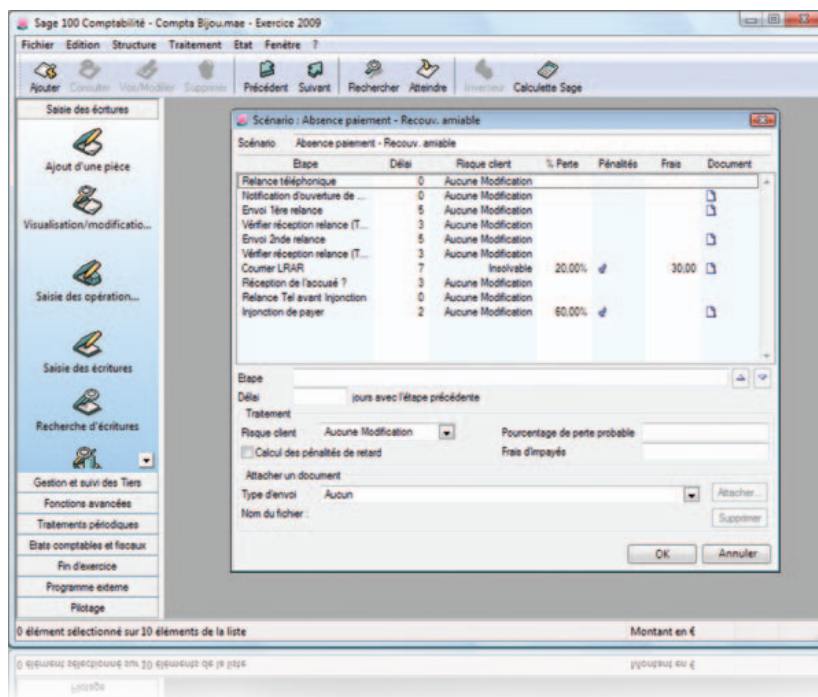 Sage 100 Comptabilité - Compta Bijou.mae - Exercice 2009
Fichier Edition Structure Traitement Etat Fenêtre ?
Ajouter Consulter Voir/Modifier Supprimer Précédent Suivant Rechercher Atteindre Inverseur Calculette Sage
Saisie des écritures
Ajout d'une pièce
Visualisation/modificatio...
Saisie des opération...
Saisie des écritures
Recherche d'écritures
Gestion et suivi des Tiers
Fonctions avancées
Traitements périodiques
Etats comptables et fiscaux
Fin d'exercice
Programme externe
Pilotage
Scénario : Absence paiement - Recouv. amiable
Scénario Absence paiement - Recouv. amiable
Etape Délai Risque client % Perte Pénalités Frais Document
Relance téléphonique 0 Aucune Modification
Notification d'ouverture de ... 0 Aucune Modification
Envoi 1ère relance 5 Aucune Modification
Vérifier réception relance (T... 3 Aucune Modification
Envoi 2nde relance 5 Aucune Modification
Vérifier réception relance (T... 3 Aucune Modification
Courrier LRAR 7 Insolvable 20,00% 30,00
Réception de l'accusé ? 3 Aucune Modification
Relance Tel avant Injonction 0 Aucune Modification
Injonction de payer 2 Aucune Modification 60,00%
Etape
Délai jours avec l'étape précédente
Traitement
Risque client Aucune Modification Pourcentage de perte probable
Calcul des pénalités de retard Frais d'impayés
Attacher un document
Type d'envoi Aucun Attacher...
Nom du fichier : Supprimer
OK Annuler
0 élément sélectionné sur 10 éléments de la liste Montant en €